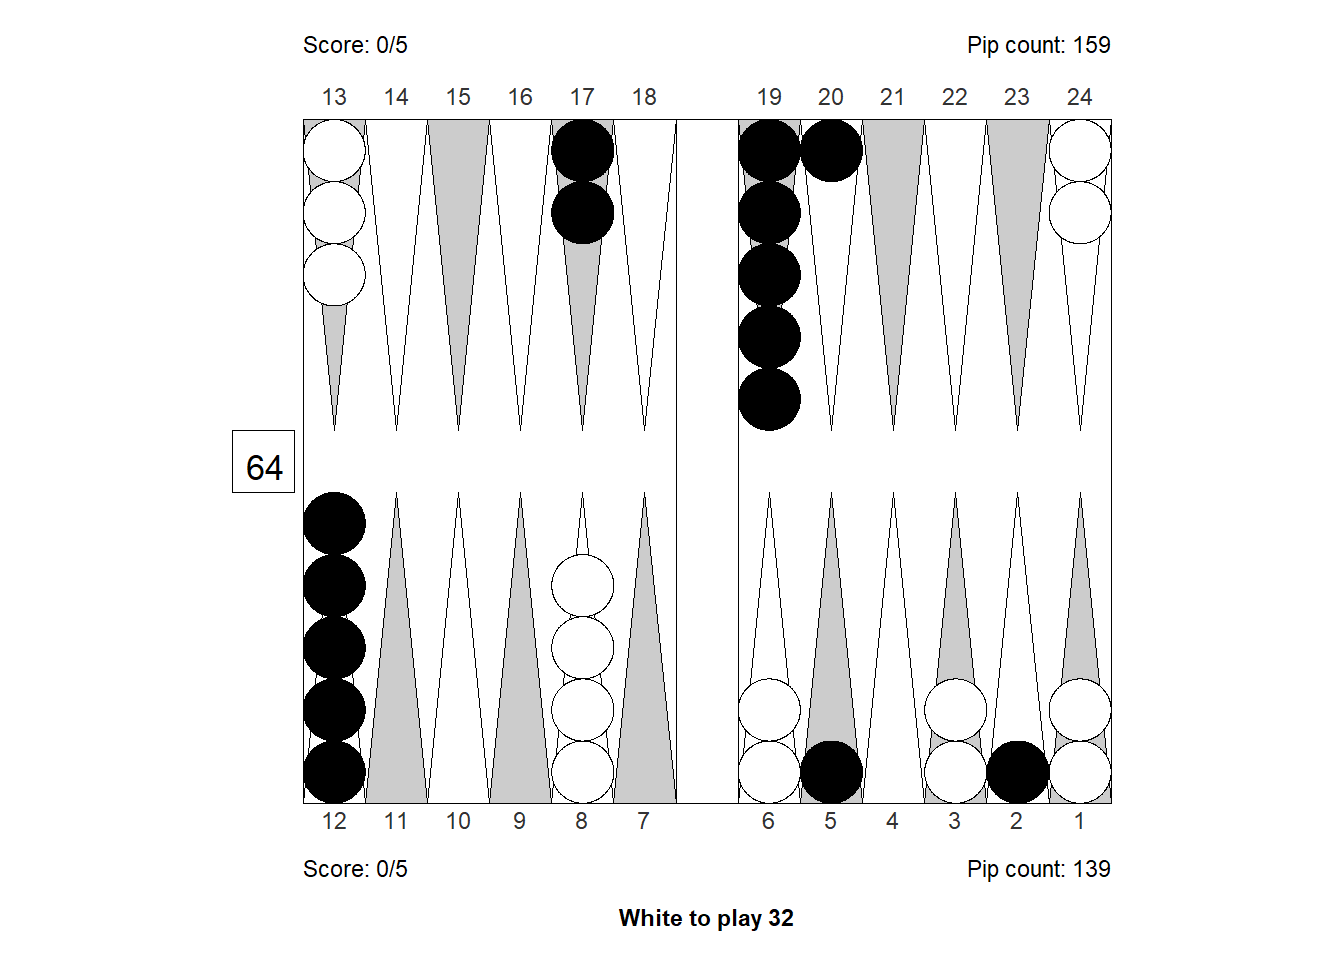 Score: 0/5 Pip count: 159
13 14 15 16 17 18 19 20 21 22 23 24
64
12 11 10 9 8 7 6 5 4 3 2 1
Score: 0/5 Pip count: 139
White to play 32